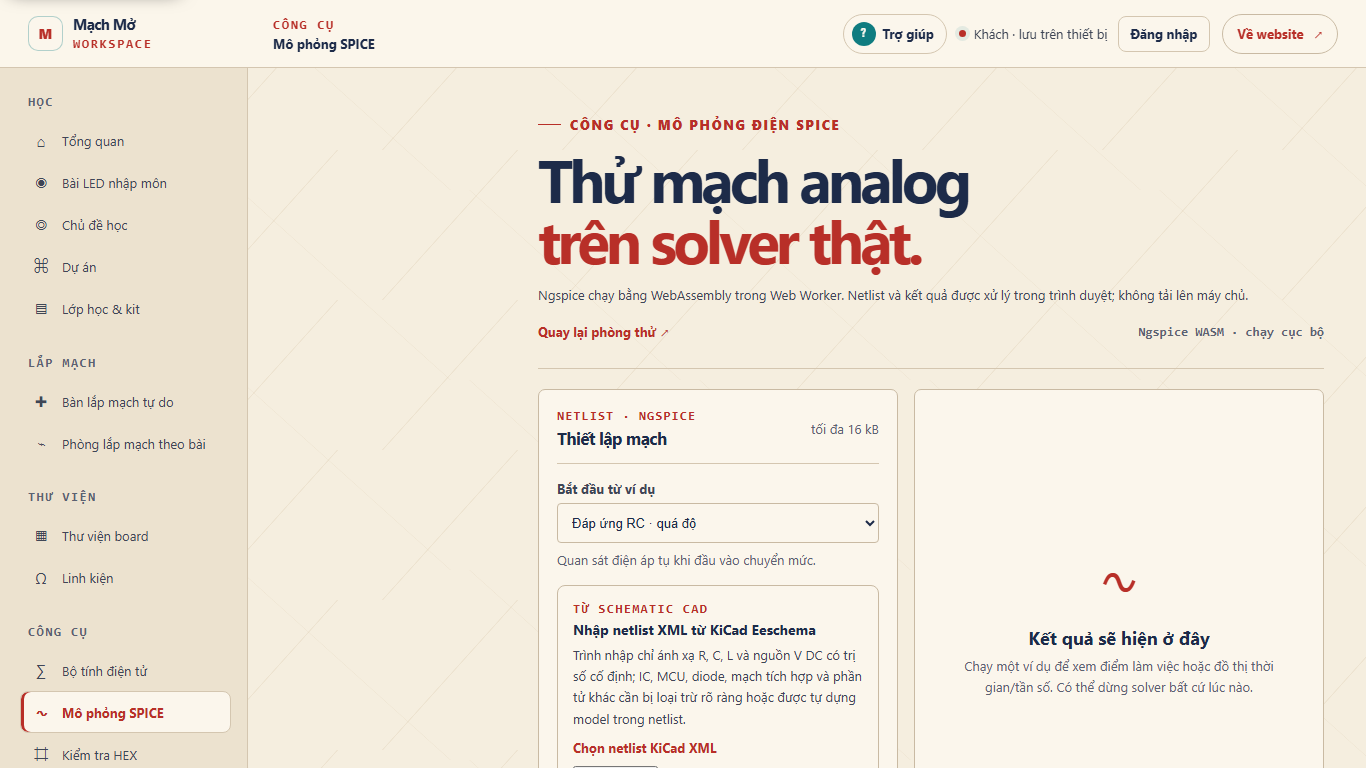 M
Mạch Mở
WORKSPACE
CÔNG CỤ
Mô phỏng SPICE
? Trợ giúp
Khách · lưu trên thiết bị
Đăng nhập
Về website ↗
HỌC
Tổng quan
Bài LED nhập môn
Chủ đề học
Dự án
Lớp học & kit
LẮP MẠCH
Bàn lắp mạch tự do
Phòng lắp mạch theo bài
THƯ VIỆN
Thư viện board
Linh kiện
CÔNG CỤ
Bộ tính điện tử
Mô phỏng SPICE
Kiểm tra HEX
CÔNG CỤ · MÔ PHỎNG ĐIỆN SPICE
Thử mạch analog
trên solver thật.
Ngspice chạy bằng WebAssembly trong Web Worker. Netlist và kết quả được xử lý trong trình duyệt; không tải lên máy chủ.
Quay lại phòng thử ↗
Ngspice WASM · chạy cục bộ
NETLIST · NGSPICE
Thiết lập mạch
tối đa 16 kB
Bắt đầu từ ví dụ
Đáp ứng RC · quá độ
Quan sát điện áp tụ khi đầu vào chuyển mức.
TỪ SCHEMATIC CAD
Nhập netlist XML từ KiCad Eeschema
Trình nhập chỉ ánh xạ R, C, L và nguồn V DC có trị
số cố định; IC, MCU, diode, mạch tích hợp và phần
tử khác cần bị loại trừ rõ ràng hoặc được tự dựng
model trong netlist.
Chọn netlist KiCad XML
Kết quả sẽ hiện ở đây
Chạy một ví dụ để xem điểm làm việc hoặc đồ thị thời
gian/tần số. Có thể dừng solver bất cứ lúc nào.